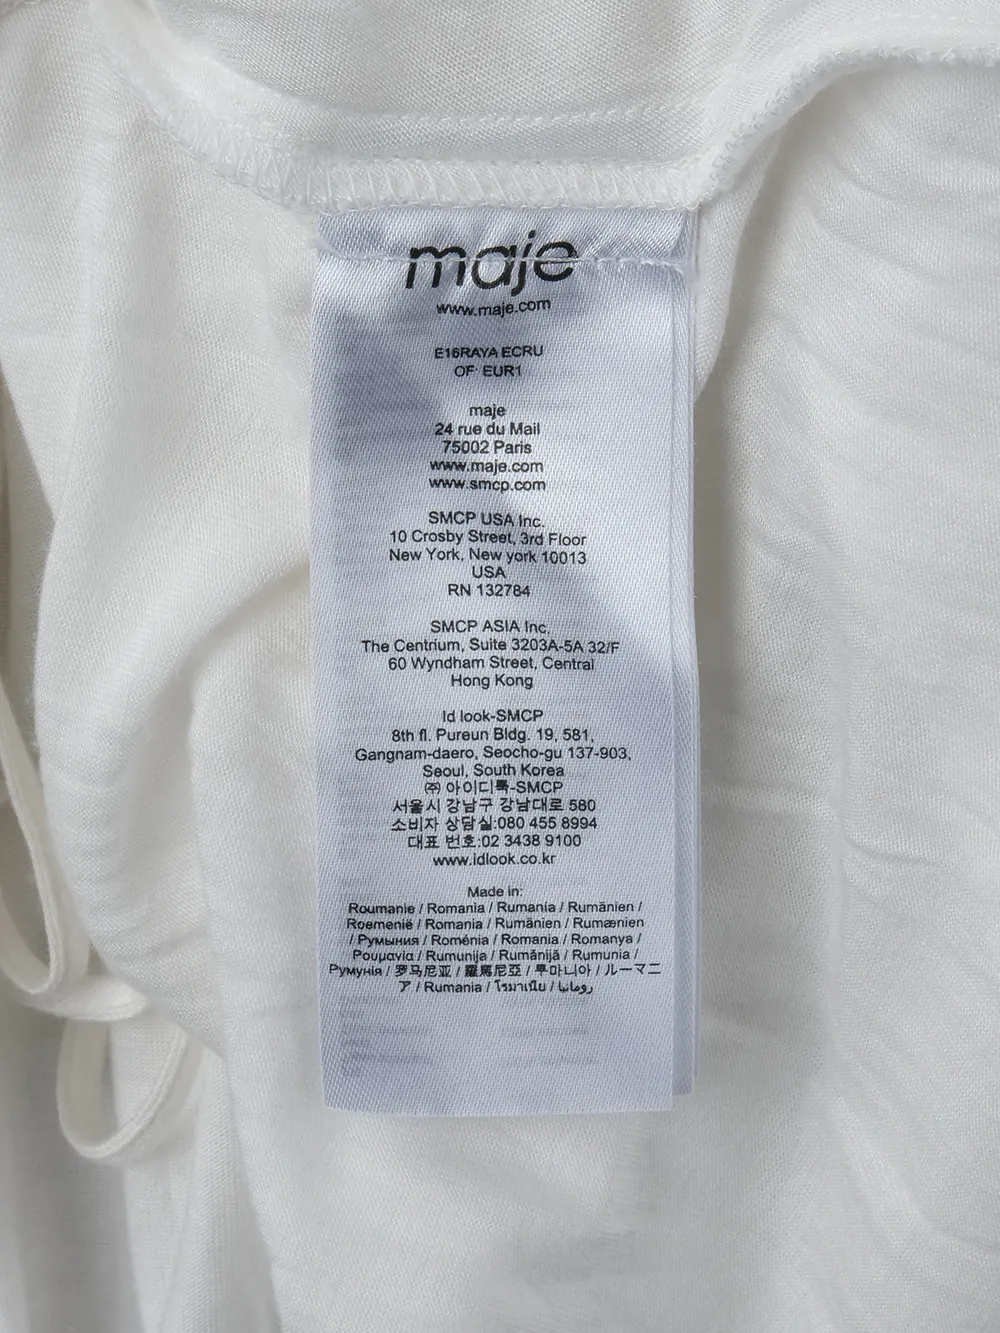 maje
www.maje.com
E16RAYA ECRU
OF EUR1
maje
24 rue du Mail
75002 Paris
www.maje.com
www.smcp.com
SMCP USA Inc.
10 Crosby Street, 3rd Floor
New York, New york 10013
USA
RN 132784
SMCP ASIA Inc.
The Centrium, Suite 3203A-5A 32/F
60 Wyndham Street, Central
Hong Kong
Id look-SMCP
8th fl. Pureun Bldg. 19, 581,
Gangnam-daero, Seocho-gu 137-903,
Seoul, South Korea
㈜ 아이디룩-SMCP
서울시 강남구 강남대로 580
소비자 상담실:080 455 8994
대표 번호:02 3438 9100
www.idlook.co.kr
Made in:
Roumanie / Romania / Rumania / Rumänien /
Roemenië / Romania / Rumänien / Rumænien
/ Румыния / Roménia / Romania / Romanya /
Ρουμανία / Rumunija / Rumānijā / Rumunia /
Румунія / 罗马尼亚 / 羅馬尼亞 / 루마니아 / ルーマニ
ア / Rumania / โรมาเนีย / رومانيا